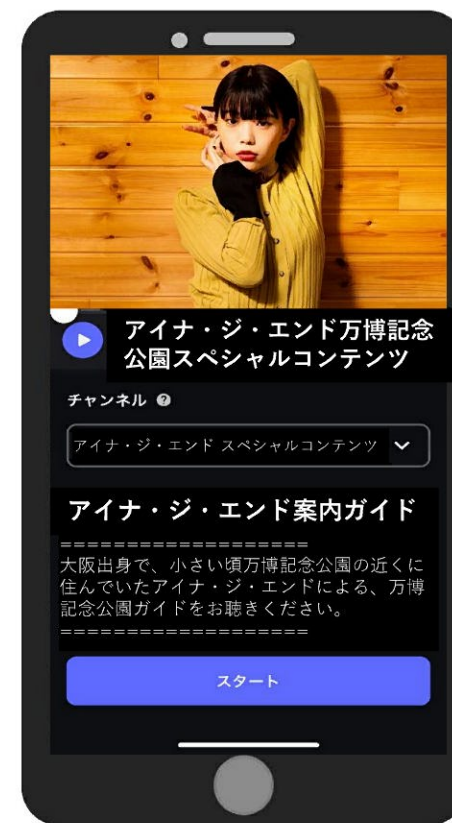 アイナ・ジ・エンド万博記念
公園スペシャルコンテンツ
チャンネル ?
アイナ・ジ・エンド スペシャルコンテンツ
アイナ・ジ・エンド案内ガイド
===================
大阪出身で、小さい頃万博記念公園の近くに
住んでいたアイナ・ジ・エンドによる、万博
記念公園ガイドをお聴きください。
===================
スタート